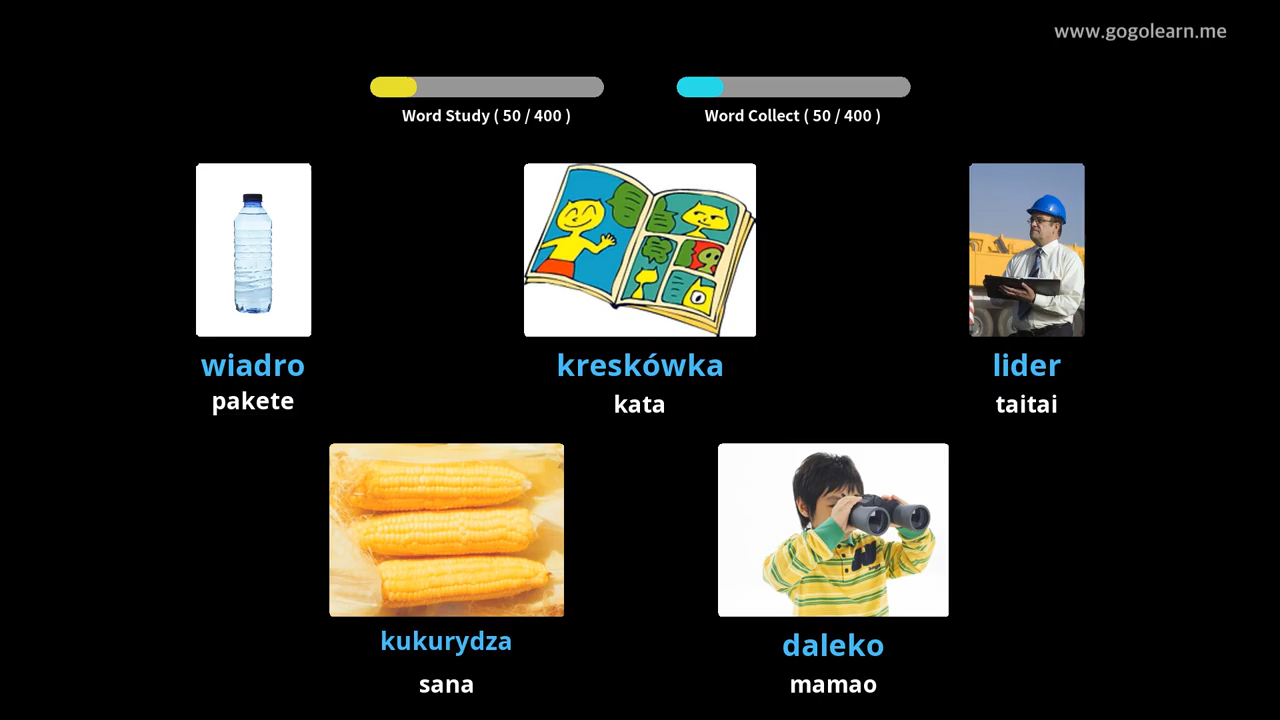 www.gogolearn.me
Word Study ( 50 / 400 )
Word Collect ( 50 / 400 )
wiadro
pakete
kreskówka
kata
lider
taitai
kukurydza
sana
daleko
mamao